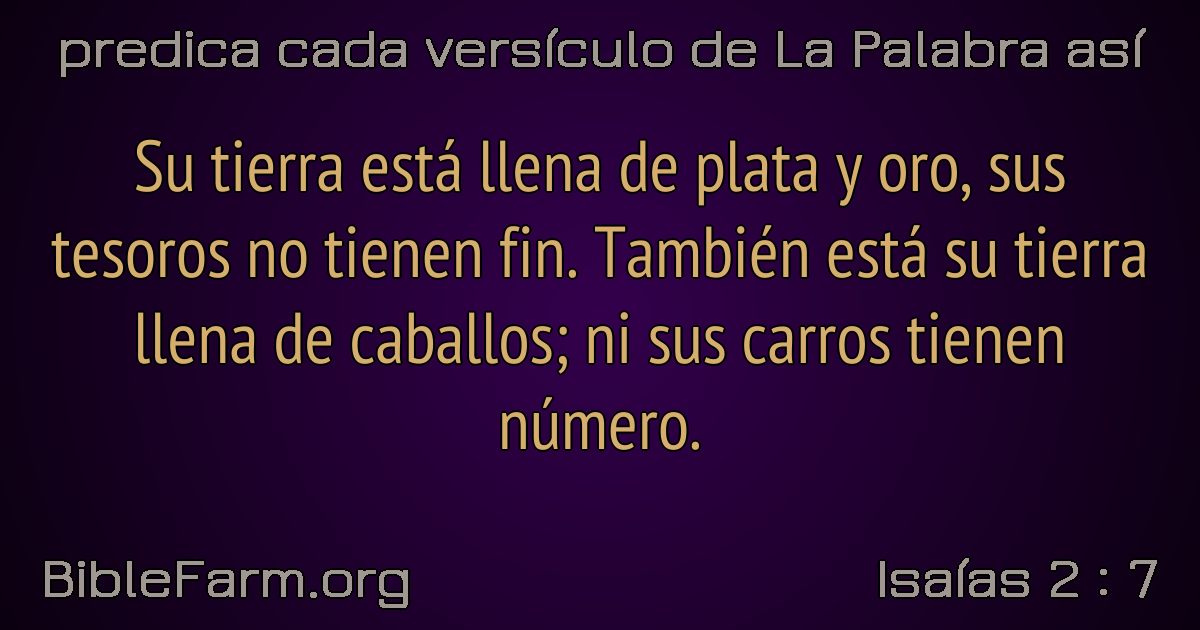 predica cada versículo de La Palabra así
Su tierra está llena de plata y oro, sus
tesoros no tienen fin. También está su tierra
llena de caballos; ni sus carros tienen
número.
BibleFarm.org
Isaías 2 : 7